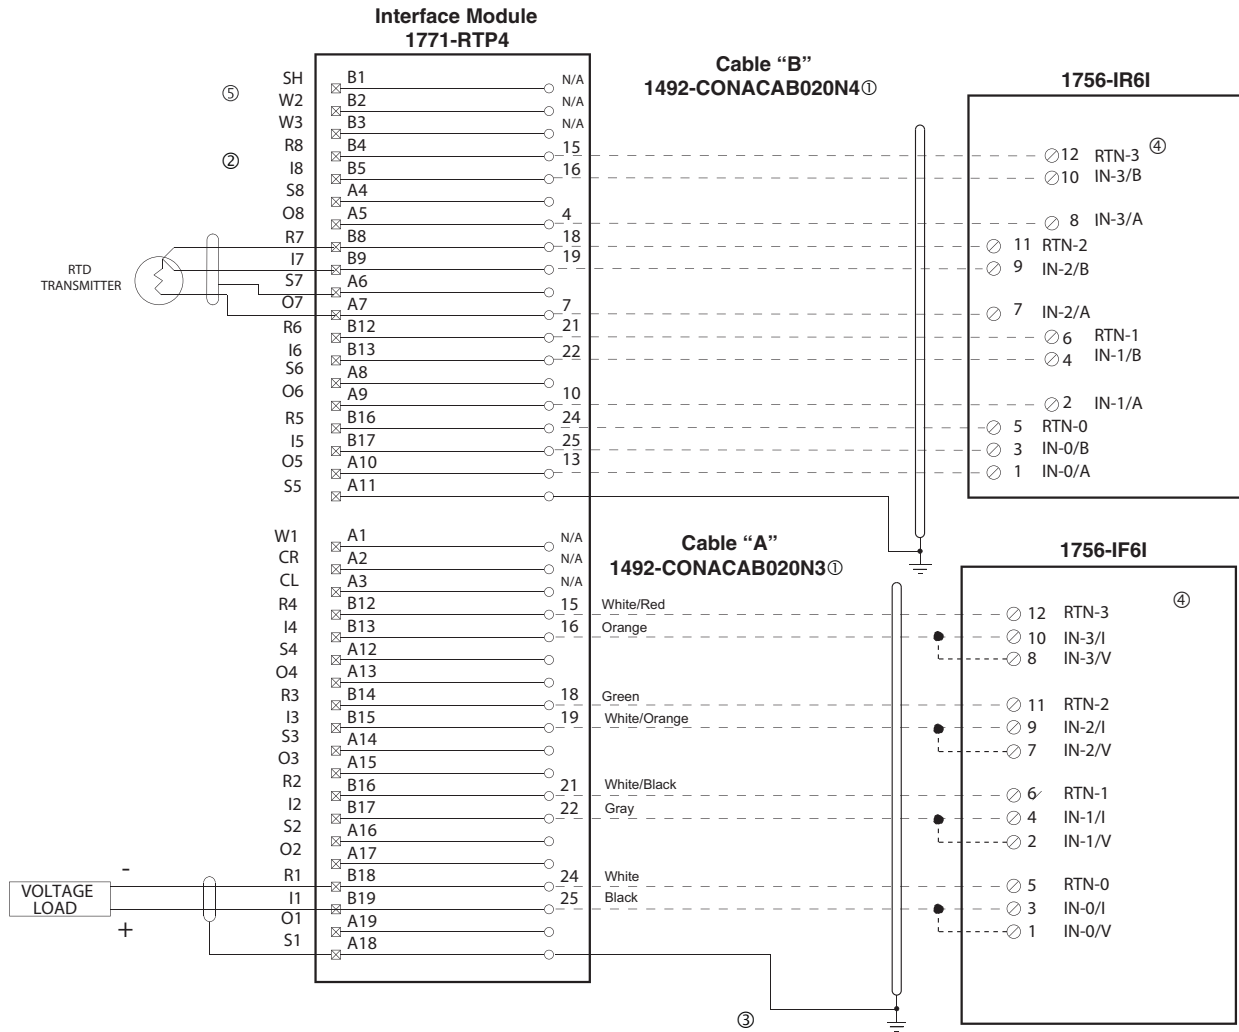 Interface Module
1771-RTP4
Cable “B”
1492-CONACAB020N4①
1756-IR6I
⑤
②
SH B1 N/A
W2 B2 N/A
W3 B3 N/A
R8 B4 15 12 RTN-3 ④
I8 B5 16 10 IN-3/B
S8 A4
O8 A5 4 8 IN-3/A
R7 B8 18 11 RTN-2
I7 B9 19 9 IN-2/B
RTD
TRANSMITTER
S7 A6
O7 A7 7 7 IN-2/A
R6 B12 21 6 RTN-1
I6 B13 22 4 IN-1/B
S6 A8
O6 A9 10 2 IN-1/A
R5 B16 24 5 RTN-0
I5 B17 25 3 IN-0/B
O5 A10 13 1 IN-0/A
S5 A11
Cable “A”
1492-CONACAB020N3①
1756-IF6I
④
W1 A1 N/A
CR A2 N/A
CL A3 N/A
R4 B12 15 White/Red 12 RTN-3
I4 B13 16 Orange 10 IN-3/I
S4 A12 8 IN-3/V
O4 A13
R3 B14 18 Green 11 RTN-2
I3 B15 19 White/Orange 9 IN-2/I
S3 A14 7 IN-2/V
O3 A15
R2 B16 21 White/Black 6 RTN-1
I2 B17 22 Gray 4 IN-1/I
S2 A16 2 IN-1/V
O2 A17
R1 B18 24 White 5 RTN-0
I1 B19 25 Black 3 IN-0/I
O1 A19 1 IN-0/V
S1 A18
-
VOLTAGE
LOAD
+
③